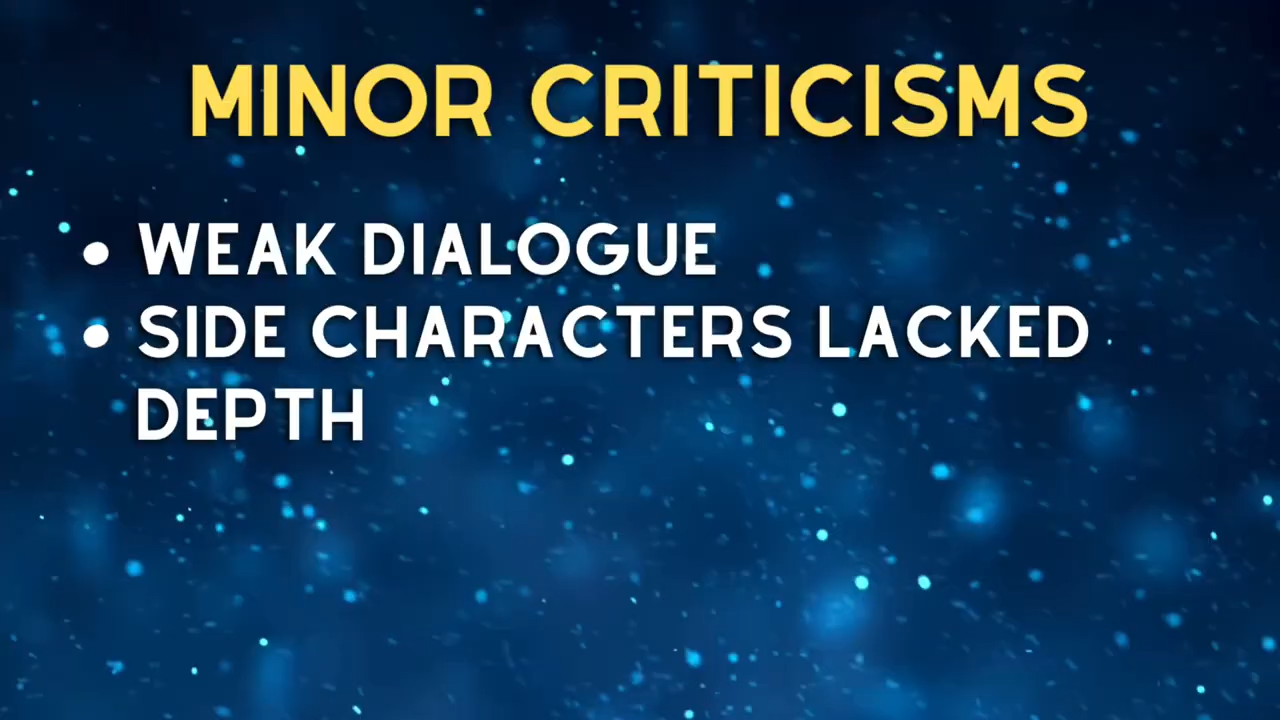 MINOR CRITICISMS
• WEAK DIALOGUE
• SIDE CHARACTERS LACKED
DEPTH